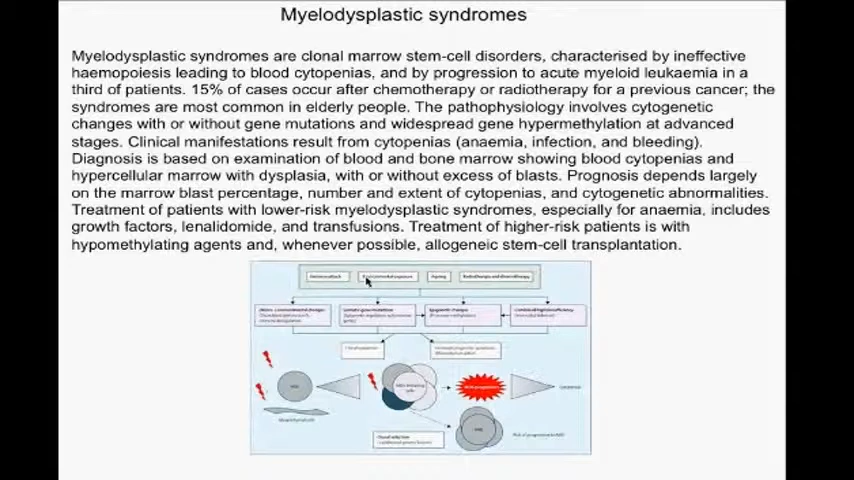 Myelodysplastic syndromes
Myelodysplastic syndromes are clonal marrow stem-cell disorders, characterised by ineffective
haemopoiesis leading to blood cytopenias, and by progression to acute myeloid leukaemia in a
third of patients. 15% of cases occur after chemotherapy or radiotherapy for a previous cancer; the
syndromes are most common in elderly people. The pathophysiology involves cytogenetic
changes with or without gene mutations and widespread gene hypermethylation at advanced
stages. Clinical manifestations result from cytopenias (anaemia, infection, and bleeding).
Diagnosis is based on examination of blood and bone marrow showing blood cytopenias and
hypercellular marrow with dysplasia, with or without excess of blasts. Prognosis depends largely
on the marrow blast percentage, number and extent of cytopenias, and cytogenetic abnormalities.
Treatment of patients with lower-risk myelodysplastic syndromes, especially for anaemia, includes
growth factors, lenalidomide, and transfusions. Treatment of higher-risk patients is with
hypomethylating agents and, whenever possible, allogeneic stem-cell transplantation.
Ageing
Epigenetic changes